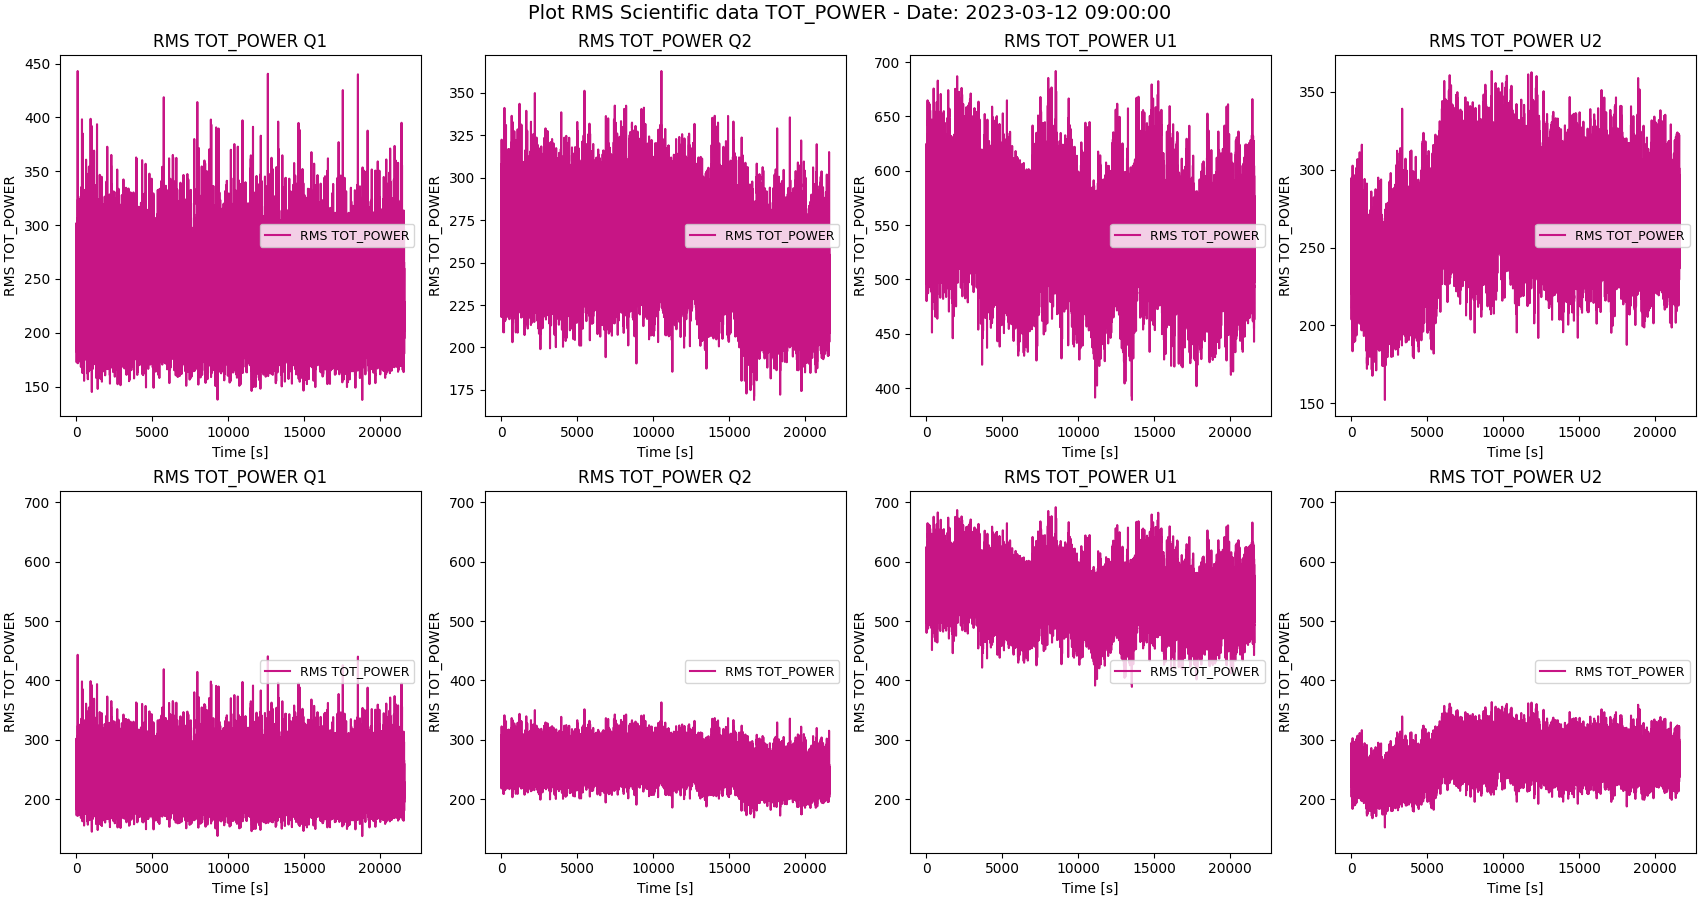 Plot RMS Scientific data TOT_POWER - Date: 2023-03-12 09:00:00
RMS TOT_POWER Q1
RMS TOT_POWER
450
400
350
300
250
200
150
RMS TOT_POWER
0 5000 10000 15000 20000
Time [s]
RMS TOT_POWER Q2
RMS TOT_POWER
350
325
300
275
250
225
200
175
RMS TOT_POWER
0 5000 10000 15000 20000
Time [s]
RMS TOT_POWER U1
RMS TOT_POWER
700
650
600
550
500
450
400
RMS TOT_POWER
0 5000 10000 15000 20000
Time [s]
RMS TOT_POWER U2
RMS TOT_POWER
350
300
250
200
150
RMS TOT_POWER
0 5000 10000 15000 20000
Time [s]
RMS TOT_POWER Q1
RMS TOT_POWER
700
600
500
400
300
200
RMS TOT_POWER
0 5000 10000 15000 20000
Time [s]
RMS TOT_POWER Q2
RMS TOT_POWER
700
600
500
400
300
200
RMS TOT_POWER
0 5000 10000 15000 20000
Time [s]
RMS TOT_POWER U1
RMS TOT_POWER
700
600
500
400
300
200
RMS TOT_POWER
0 5000 10000 15000 20000
Time [s]
RMS TOT_POWER U2
RMS TOT_POWER
700
600
500
400
300
200
RMS TOT_POWER
0 5000 10000 15000 20000
Time [s]